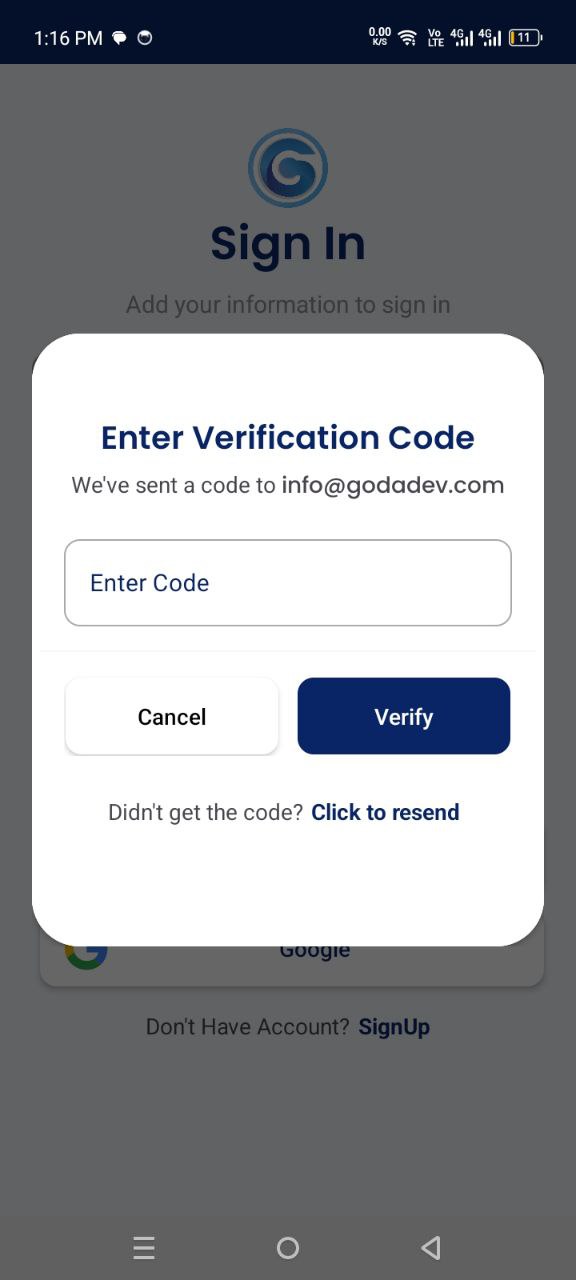 1:16 PM
0.00 K/S Vo LTE 4G 4G 11
Sign In
Add your information to sign in
Enter Verification Code
We've sent a code to info@godadev.com
Enter Code
Cancel Verify
Didn't get the code? Click to resend
Google
Don't Have Account? SignUp